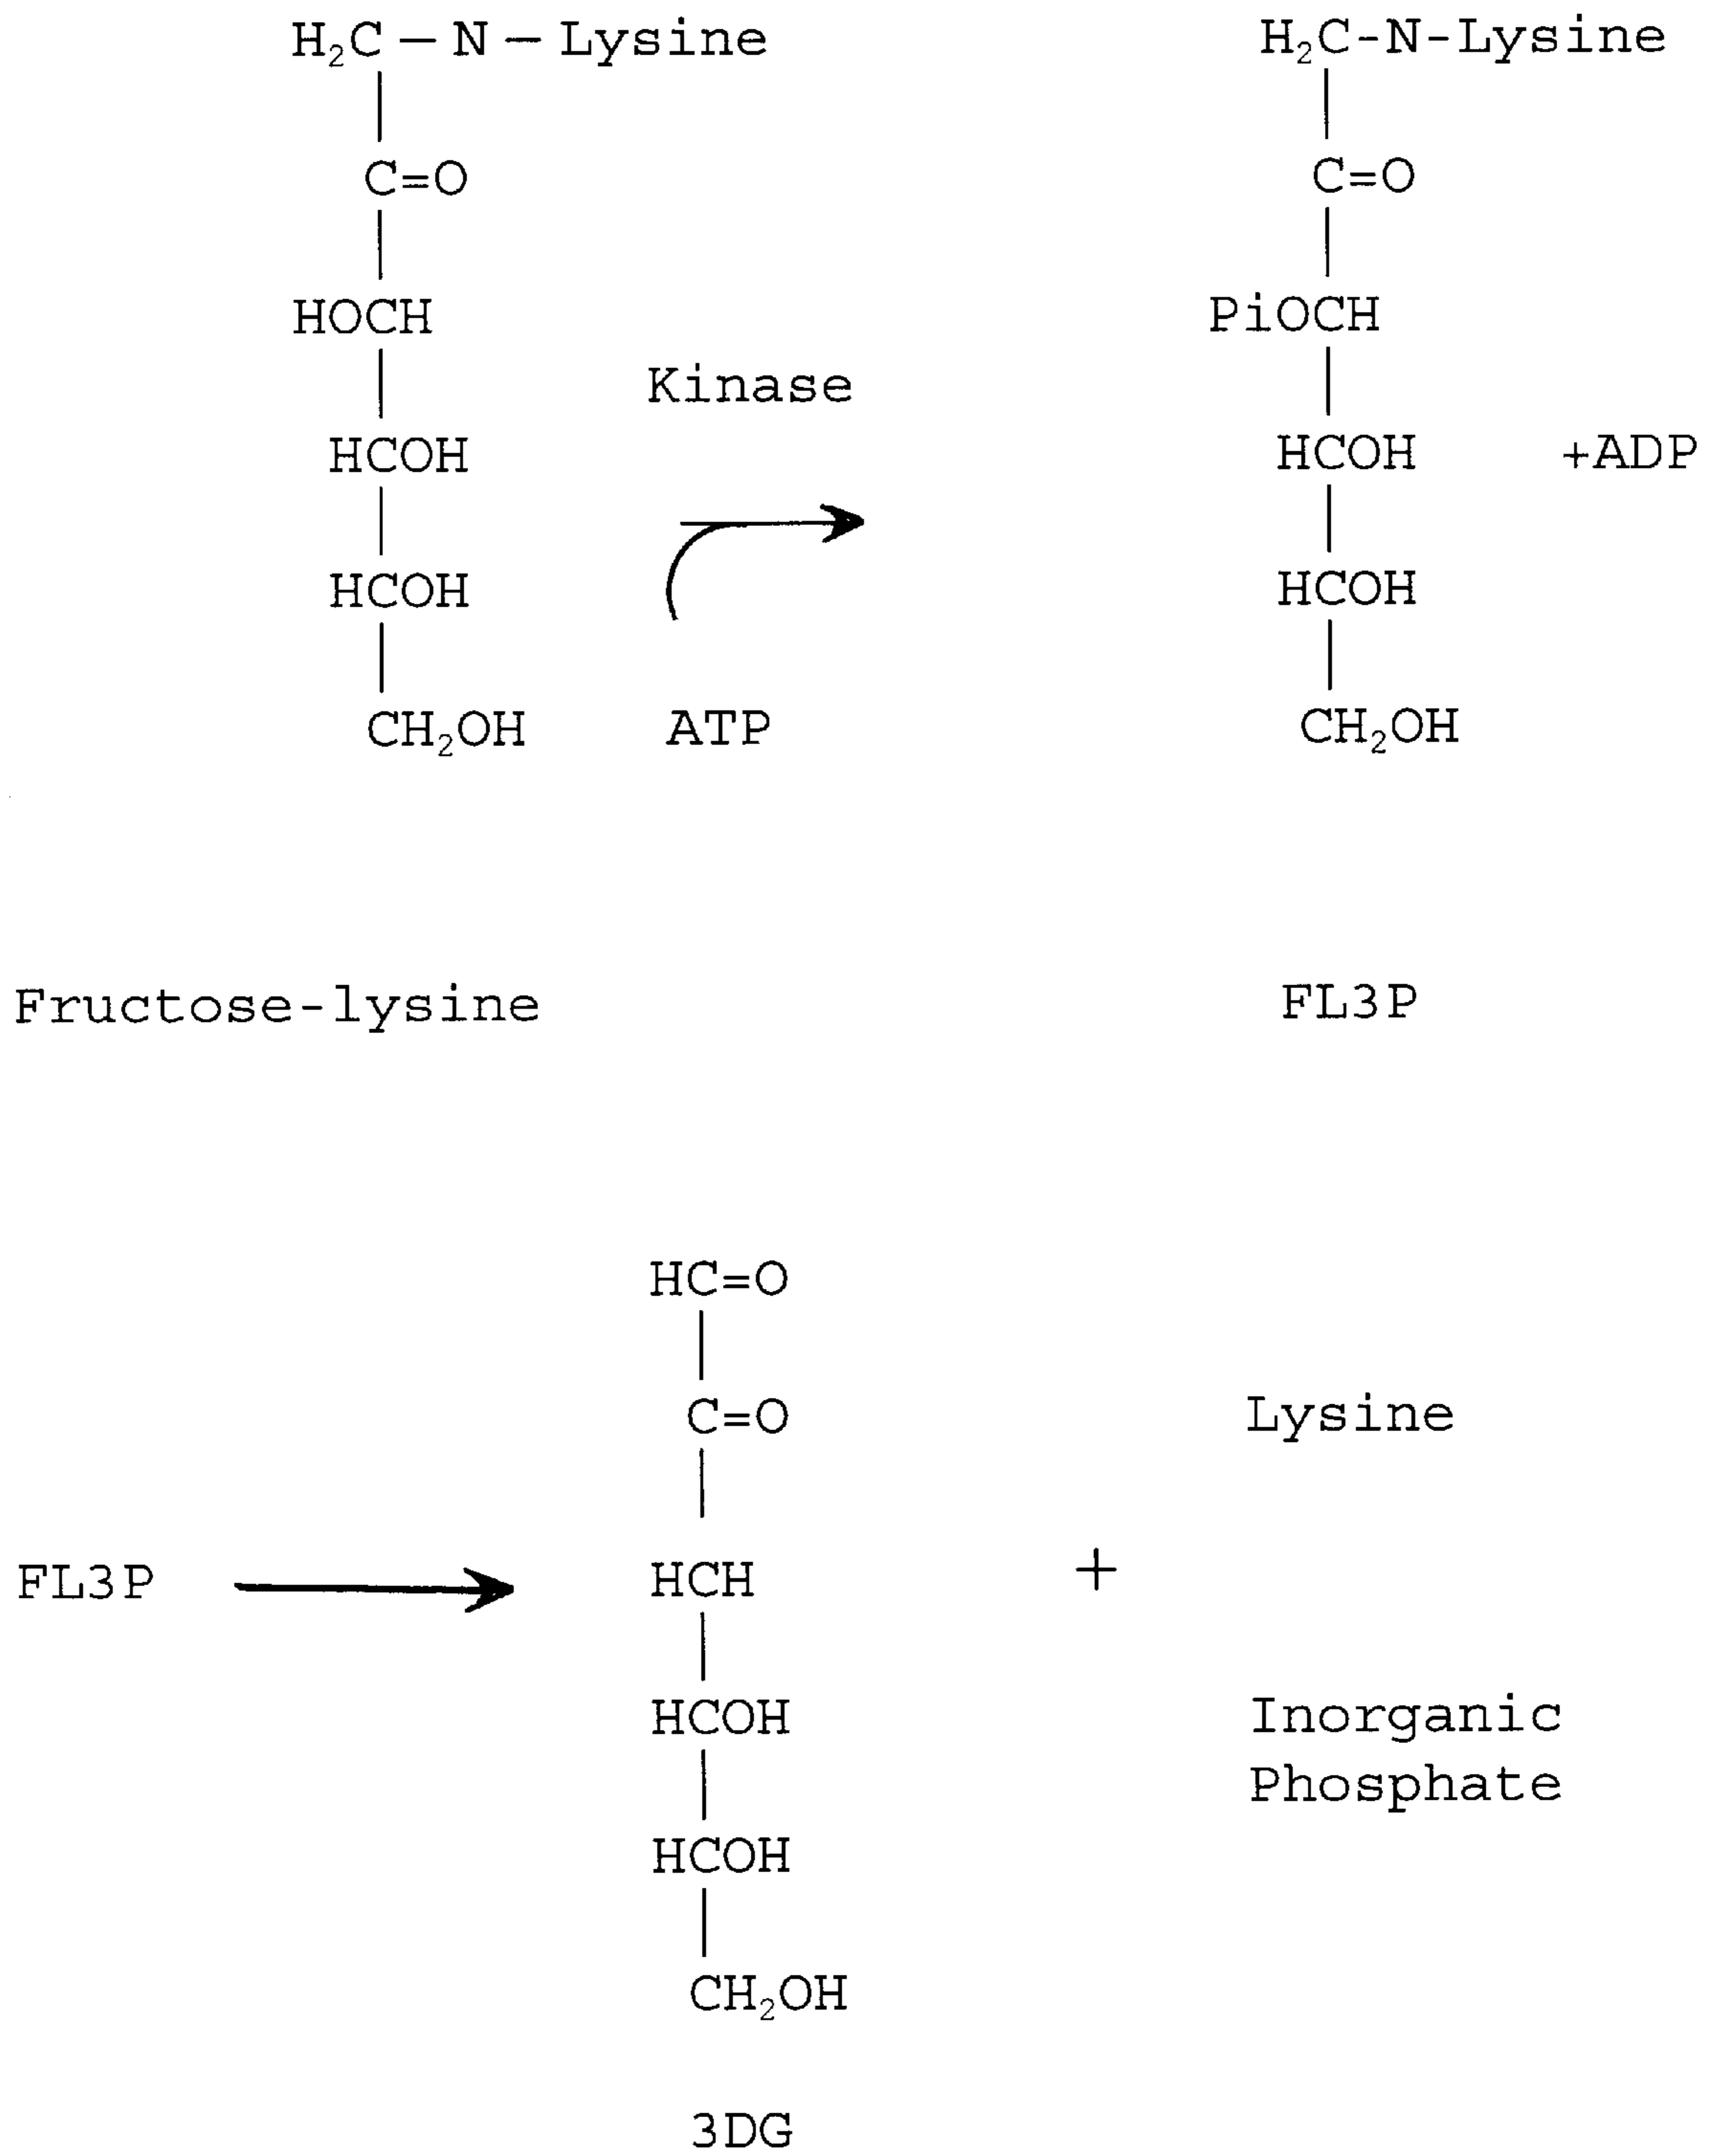 H₂C – N – Lysine
C=O
HOCH
HCOH
HCOH
CH₂OH
Kinase
ATP
H₂C-N-Lysine
C=O
PiOCH
HCOH
+ADP
HCOH
CH₂OH
Fructose-lysine
FL3P
FL3P
HC=O
C=O
HCH
HCOH
HCOH
CH₂OH
3DG
+
Lysine
Inorganic
Phosphate